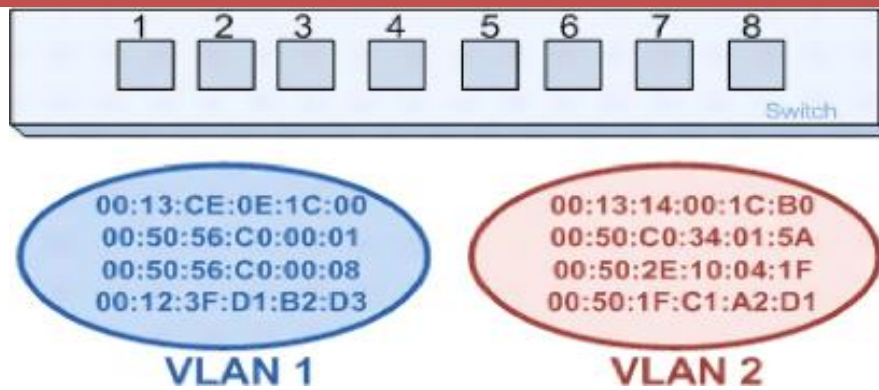 1 2 3 4 5 6 7 8
Switch
00:13:CE:0E:1C:00
00:50:56:C0:00:01
00:50:56:C0:00:08
00:12:3F:D1:B2:D3
VLAN 1
00:13:14:00:1C:B0
00:50:C0:34:01:5A
00:50:2E:10:04:1F
00:50:1F:C1:A2:D1
VLAN 2